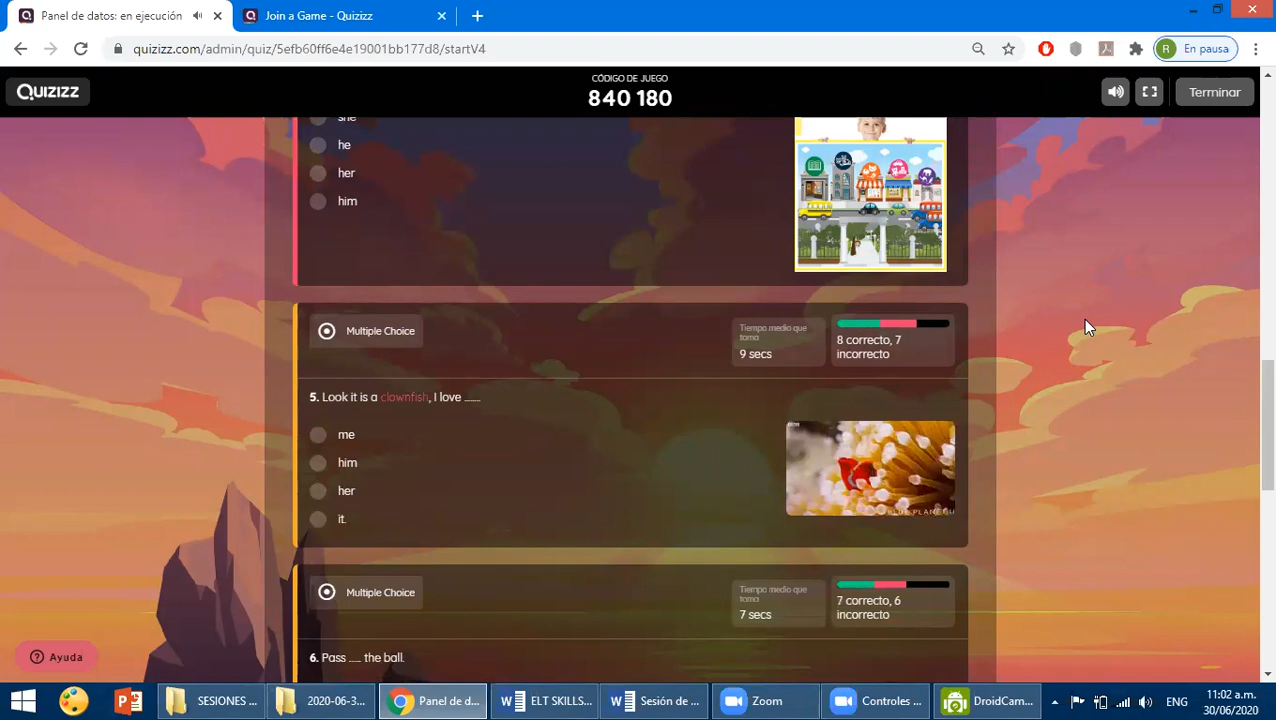 Panel de datos: en ejecución
Join a Game - Quizizz
quizizz.com/admin/quiz/5efb60ff6e4e19001bb177d8/startV4
R En pausa
QUIZIZZ
CÓDIGO DE JUEGO
840 180
Terminar
she
he
her
him
Multiple Choice
Tiempo medio que toma
9 secs
8 correcto, 7 incorrecto
5. Look it is a clownfish, I love ......
me
him
her
it.
BLUE PLANET II
Multiple Choice
Tiempo medio que toma
7 secs
7 correcto, 6 incorrecto
6. Pass ..... the ball.
Ayuda
SESIONES
2020-06-3...
Panel de d...
ELT SKILLS...
Sesión de ...
Zoom
Controles ...
DroidCam...
ENG
11:02 a.m.
30/06/2020